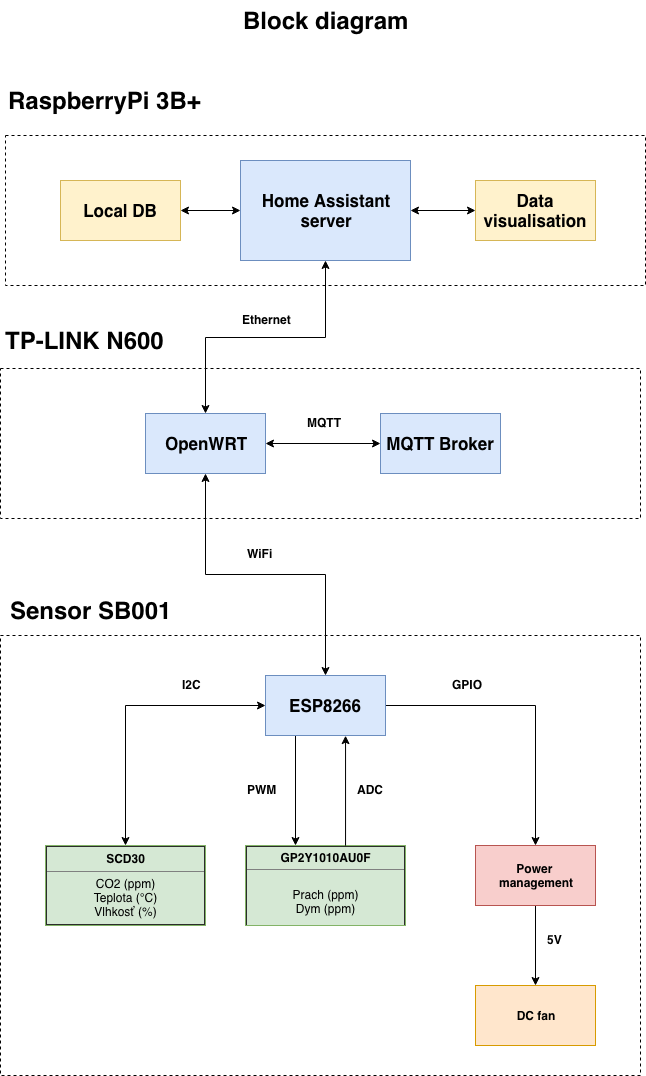 Block diagram
RaspberryPi 3B+
Local DB
Home Assistant
server
Data
visualisation
Ethernet
TP-LINK N600
OpenWRT
MQTT
MQTT Broker
WiFi
Sensor SB001
I2C
ESP8266
GPIO
PWM
ADC
SCD30
CO2 (ppm)
Teplota (°C)
Vlhkosť (%)
GP2Y1010AU0F
Prach (ppm)
Dym (ppm)
Power
management
5V
DC fan